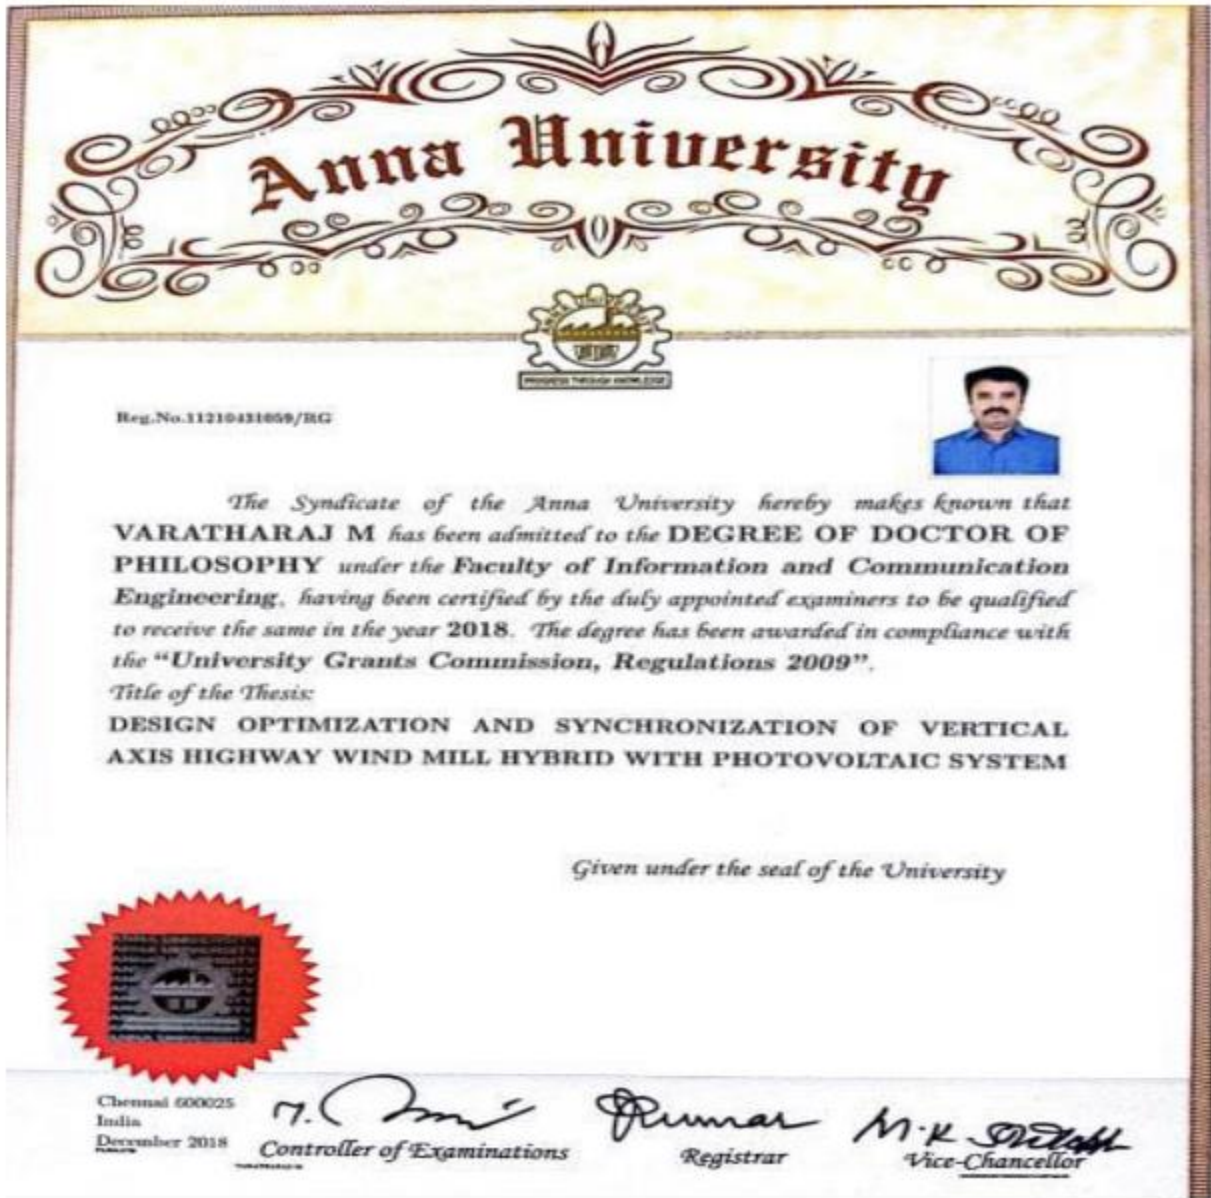 Anna University
PROGRESS THROUGH KNOWLEDGE
Reg.No.11210431059/RG
The Syndicate of the Anna University hereby makes known that
VARATHARAJ M has been admitted to the DEGREE OF DOCTOR OF
PHILOSOPHY under the Faculty of Information and Communication
Engineering, having been certified by the duly appointed examiners to be qualified
to receive the same in the year 2018. The degree has been awarded in compliance with
the “University Grants Commission, Regulations 2009”.
Title of the Thesis:
DESIGN OPTIMIZATION AND SYNCHRONIZATION OF VERTICAL
AXIS HIGHWAY WIND MILL HYBRID WITH PHOTOVOLTAIC SYSTEM
Given under the seal of the University
Chennai 600025
India
December 2018
Controller of Examinations
Registrar
Vice-Chancellor